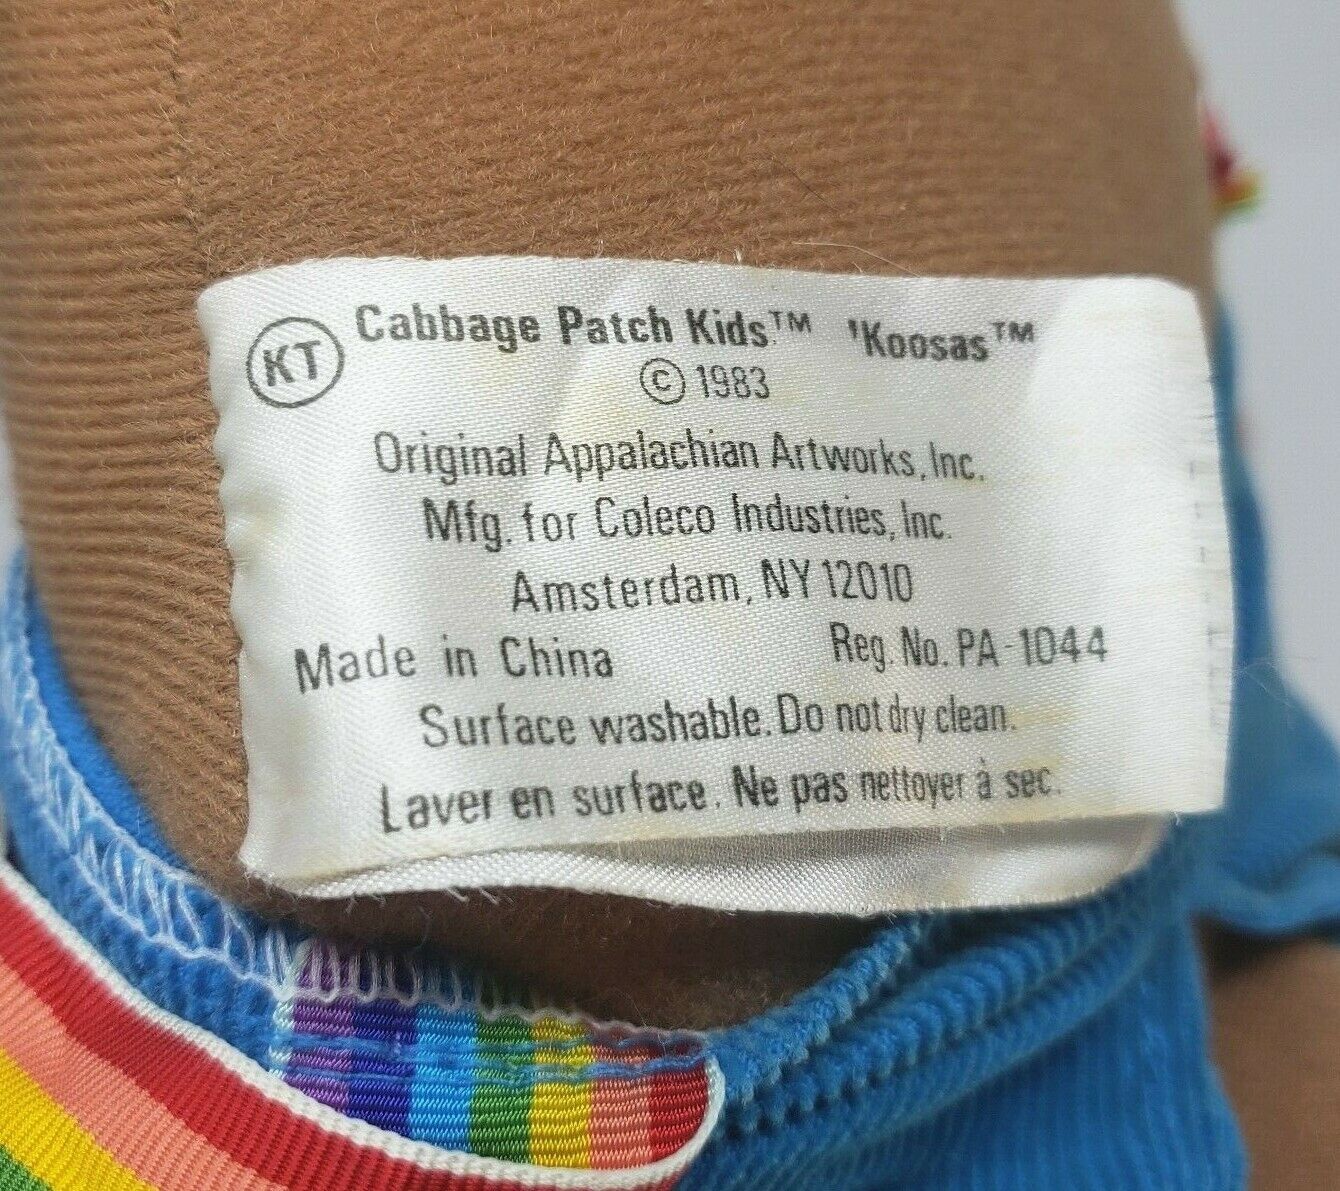 KT Cabbage Patch Kids™ 'Koosas™
© 1983
Original Appalachian Artworks, Inc.
Mfg. for Coleco Industries, Inc.
Amsterdam, NY 12010
Made in China Reg. No. PA-1044
Surface washable. Do not dry clean.
Laver en surface. Ne pas nettoyer à sec.